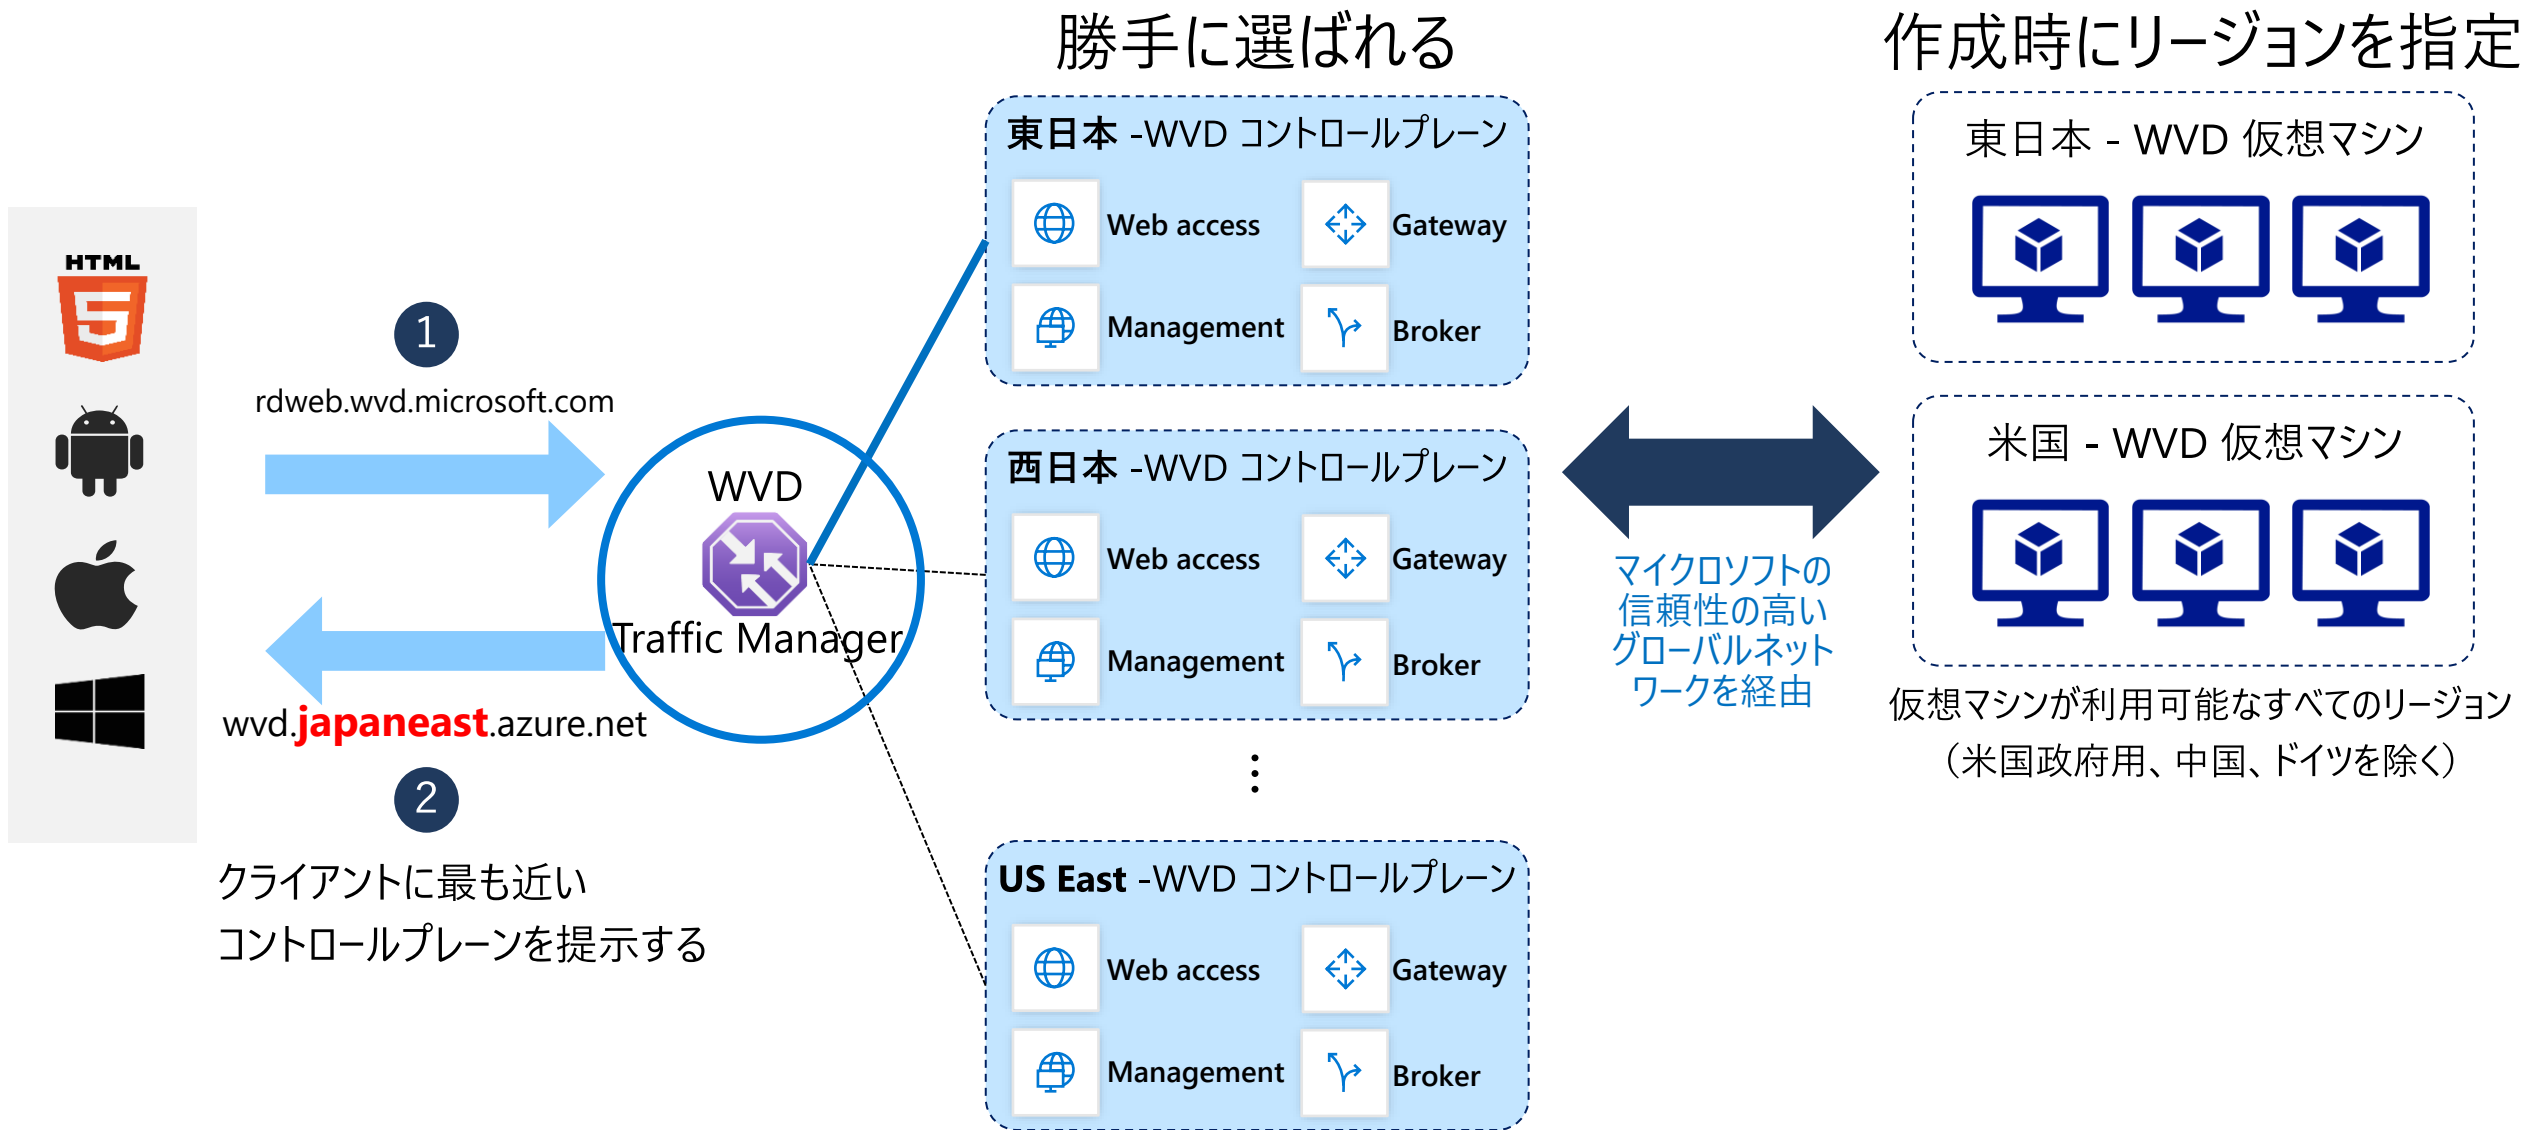 勝手に選ばれる
作成時にリージョンを指定
HTML
5
1
rdweb.wvd.microsoft.com
WVD
Traffic Manager
wvd.japaneast.azure.net
2
クライアントに最も近い
コントロールプレーンを提示する
東日本 -WVD コントロールプレーン
Web access
Gateway
Management
Broker
西日本 -WVD コントロールプレーン
Web access
Gateway
Management
Broker
US East -WVD コントロールプレーン
Web access
Gateway
Management
Broker
マイクロソフトの
信頼性の高い
グローバルネット
ワークを経由
東日本 - WVD 仮想マシン
米国 - WVD 仮想マシン
仮想マシンが利用可能なすべてのリージョン
（米国政府用、中国、ドイツを除く）